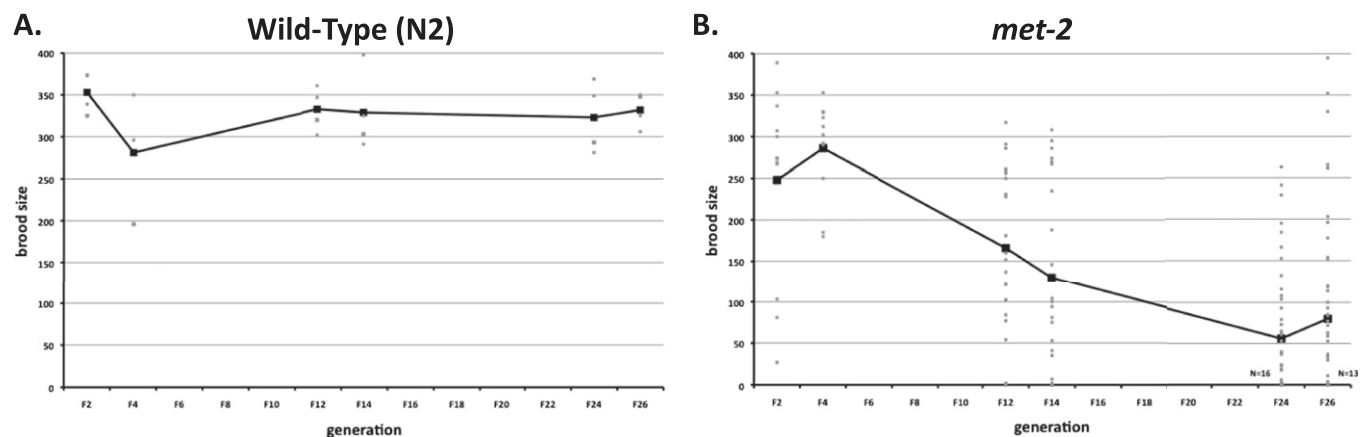 A.
Wild-Type (N2)
400
350
300
250
200
150
100
50
0
brood size
F2 F4 F6 F8 F10 F12 F14 F16 F18 F20 F22 F24 F26
generation
B.
met-2
400
350
300
250
200
150
100
50
0
brood size
N=16 N=13
F2 F4 F6 F8 F10 F12 F14 F16 F18 F20 F22 F24 F26
generation